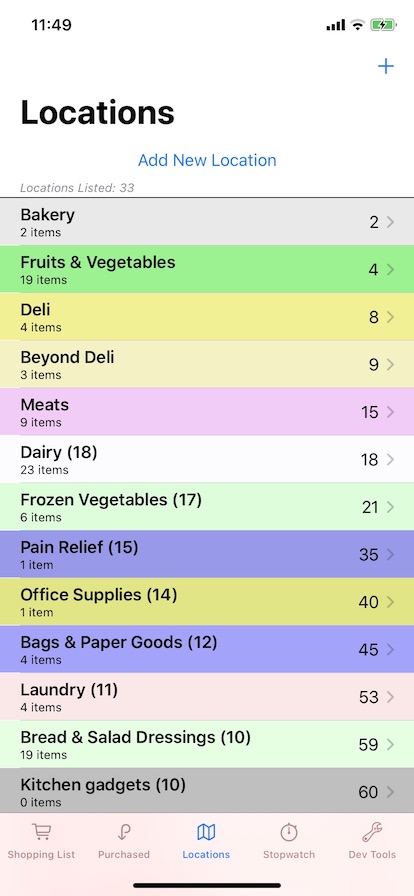 11:49
Locations
Add New Location
Locations Listed: 33
Bakery
2 items
2
Fruits & Vegetables
19 items
4
Deli
4 items
8
Beyond Deli
3 items
9
Meats
9 items
15
Dairy (18)
23 items
18
Frozen Vegetables (17)
6 items
21
Pain Relief (15)
1 item
35
Office Supplies (14)
1 item
40
Bags & Paper Goods (12)
4 items
45
Laundry (11)
4 items
53
Bread & Salad Dressings (10)
19 items
59
Kitchen gadgets (10)
0 items
60
Shopping List Purchased Locations Stopwatch Dev Tools